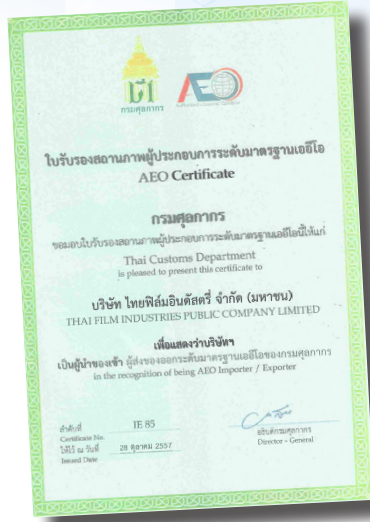 กรมศุลกากร
AEO
ใบรับรองสถานภาพผู้ประกอบการระดับมาตรฐานเออีโอ
AEO Certificate
กรมศุลกากร
ขอมอบใบรับรองสถานภาพผู้ประกอบการระดับมาตรฐานเออีโอนี้ให้แก่
Thai Customs Department
is pleased to present this certificate to
บริษัท ไทยฟิล์มอินดัสตรี่ จำกัด (มหาชน)
THAI FILM INDUSTRIES PUBLIC COMPANY LIMITED
เพื่อแสดงว่าบริษัทฯ
เป็นผู้นำของเข้า ผู้ส่งของออกระดับมาตรฐานเออีโอของกรมศุลกากร
in the recognition of being AEO Importer / Exporter
ลำดับที่ IE 85
Certificate No.
ให้ไว้ ณ วันที่ 28 ตุลาคม 2557
Issued Date
อธิบดีกรมศุลกากร
Director - General